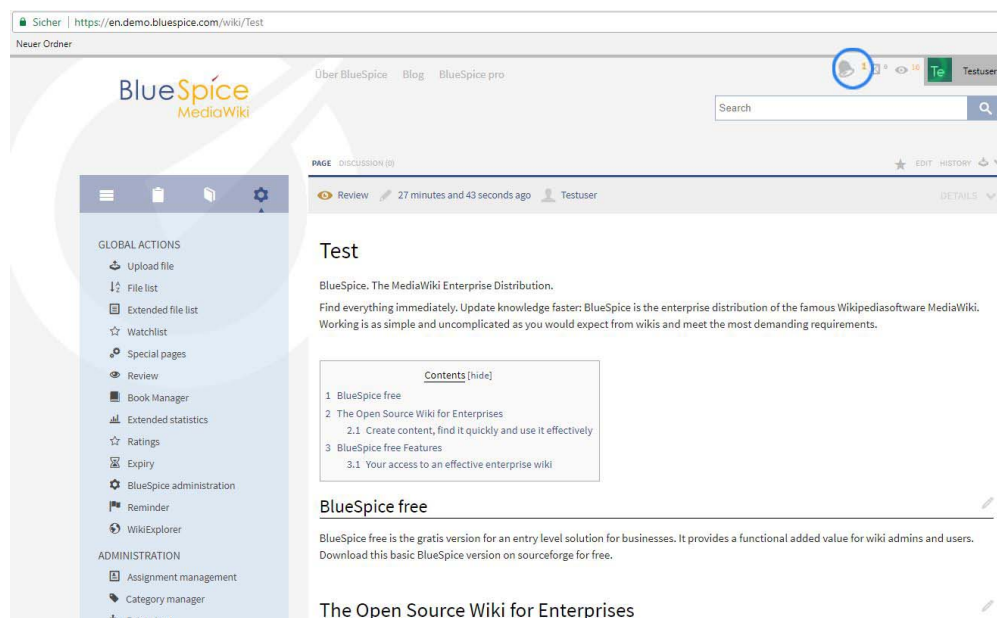 Sicher | https://en.demo.bluespice.com/wiki/Test
Neuer Ordner
Über BlueSpice Blog BlueSpice pro
1 9 10 Te Testuser
BlueSpice
MediaWiki
Search
PAGE DISCUSSION (0) EDIT HISTORY
Review 27 minutes and 43 seconds ago Testuser DETAILS
GLOBAL ACTIONS
Upload file
File list
Extended file list
Watchlist
Special pages
Review
Book Manager
Extended statistics
Ratings
Expiry
BlueSpice administration
Reminder
WikiExplorer
ADMINISTRATION
Assignment management
Category manager
Test
BlueSpice. The MediaWiki Enterprise Distribution.
Find everything immediately. Update knowledge faster: BlueSpice is the enterprise distribution of the famous Wikipediasoftware MediaWiki.
Working is as simple and uncomplicated as you would expect from wikis and meet the most demanding requirements.
Contents [hide]
1 BlueSpice free
2 The Open Source Wiki for Enterprises
2.1 Create content, find it quickly and use it effectively
3 BlueSpice free Features
3.1 Your access to an effective enterprise wiki
BlueSpice free
BlueSpice free is the gratis version for an entry level solution for businesses. It provides a functional added value for wiki admins and users.
Download this basic BlueSpice version on sourceforge for free.
The Open Source Wiki for Enterprises